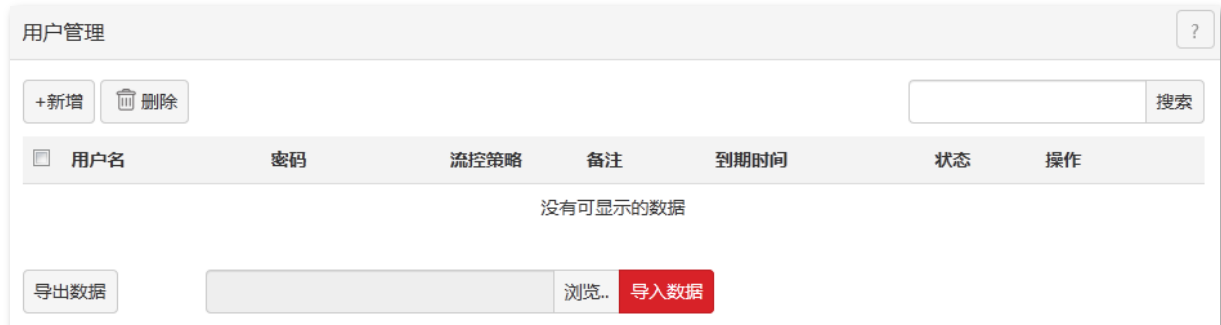 用户管理 ?
+新增 删除 搜索
用户名 密码 流控策略 备注 到期时间 状态 操作
没有可显示的数据
导出数据 浏览.. 导入数据